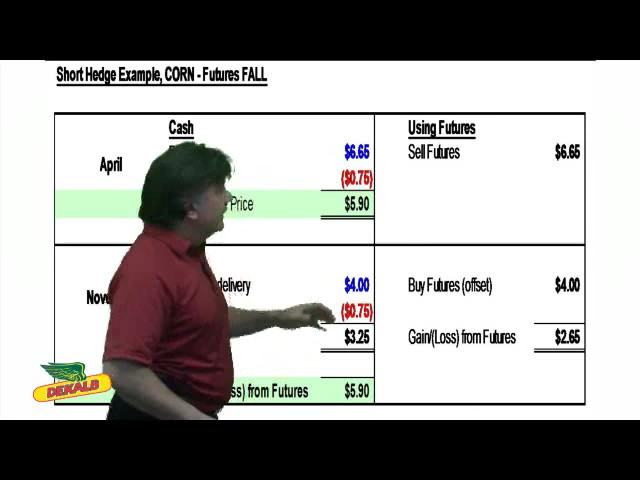 Short Hedge Example, CORN - Futures FALL
Cash Using Futures
April $6.65 Sell Futures $6.65
($0.75)
Price $5.90
delivery $4.00 Buy Futures (offset) $4.00
($0.75)
$3.25 Gain/(Loss) from Futures $2.65
from Futures $5.90
DEKALB